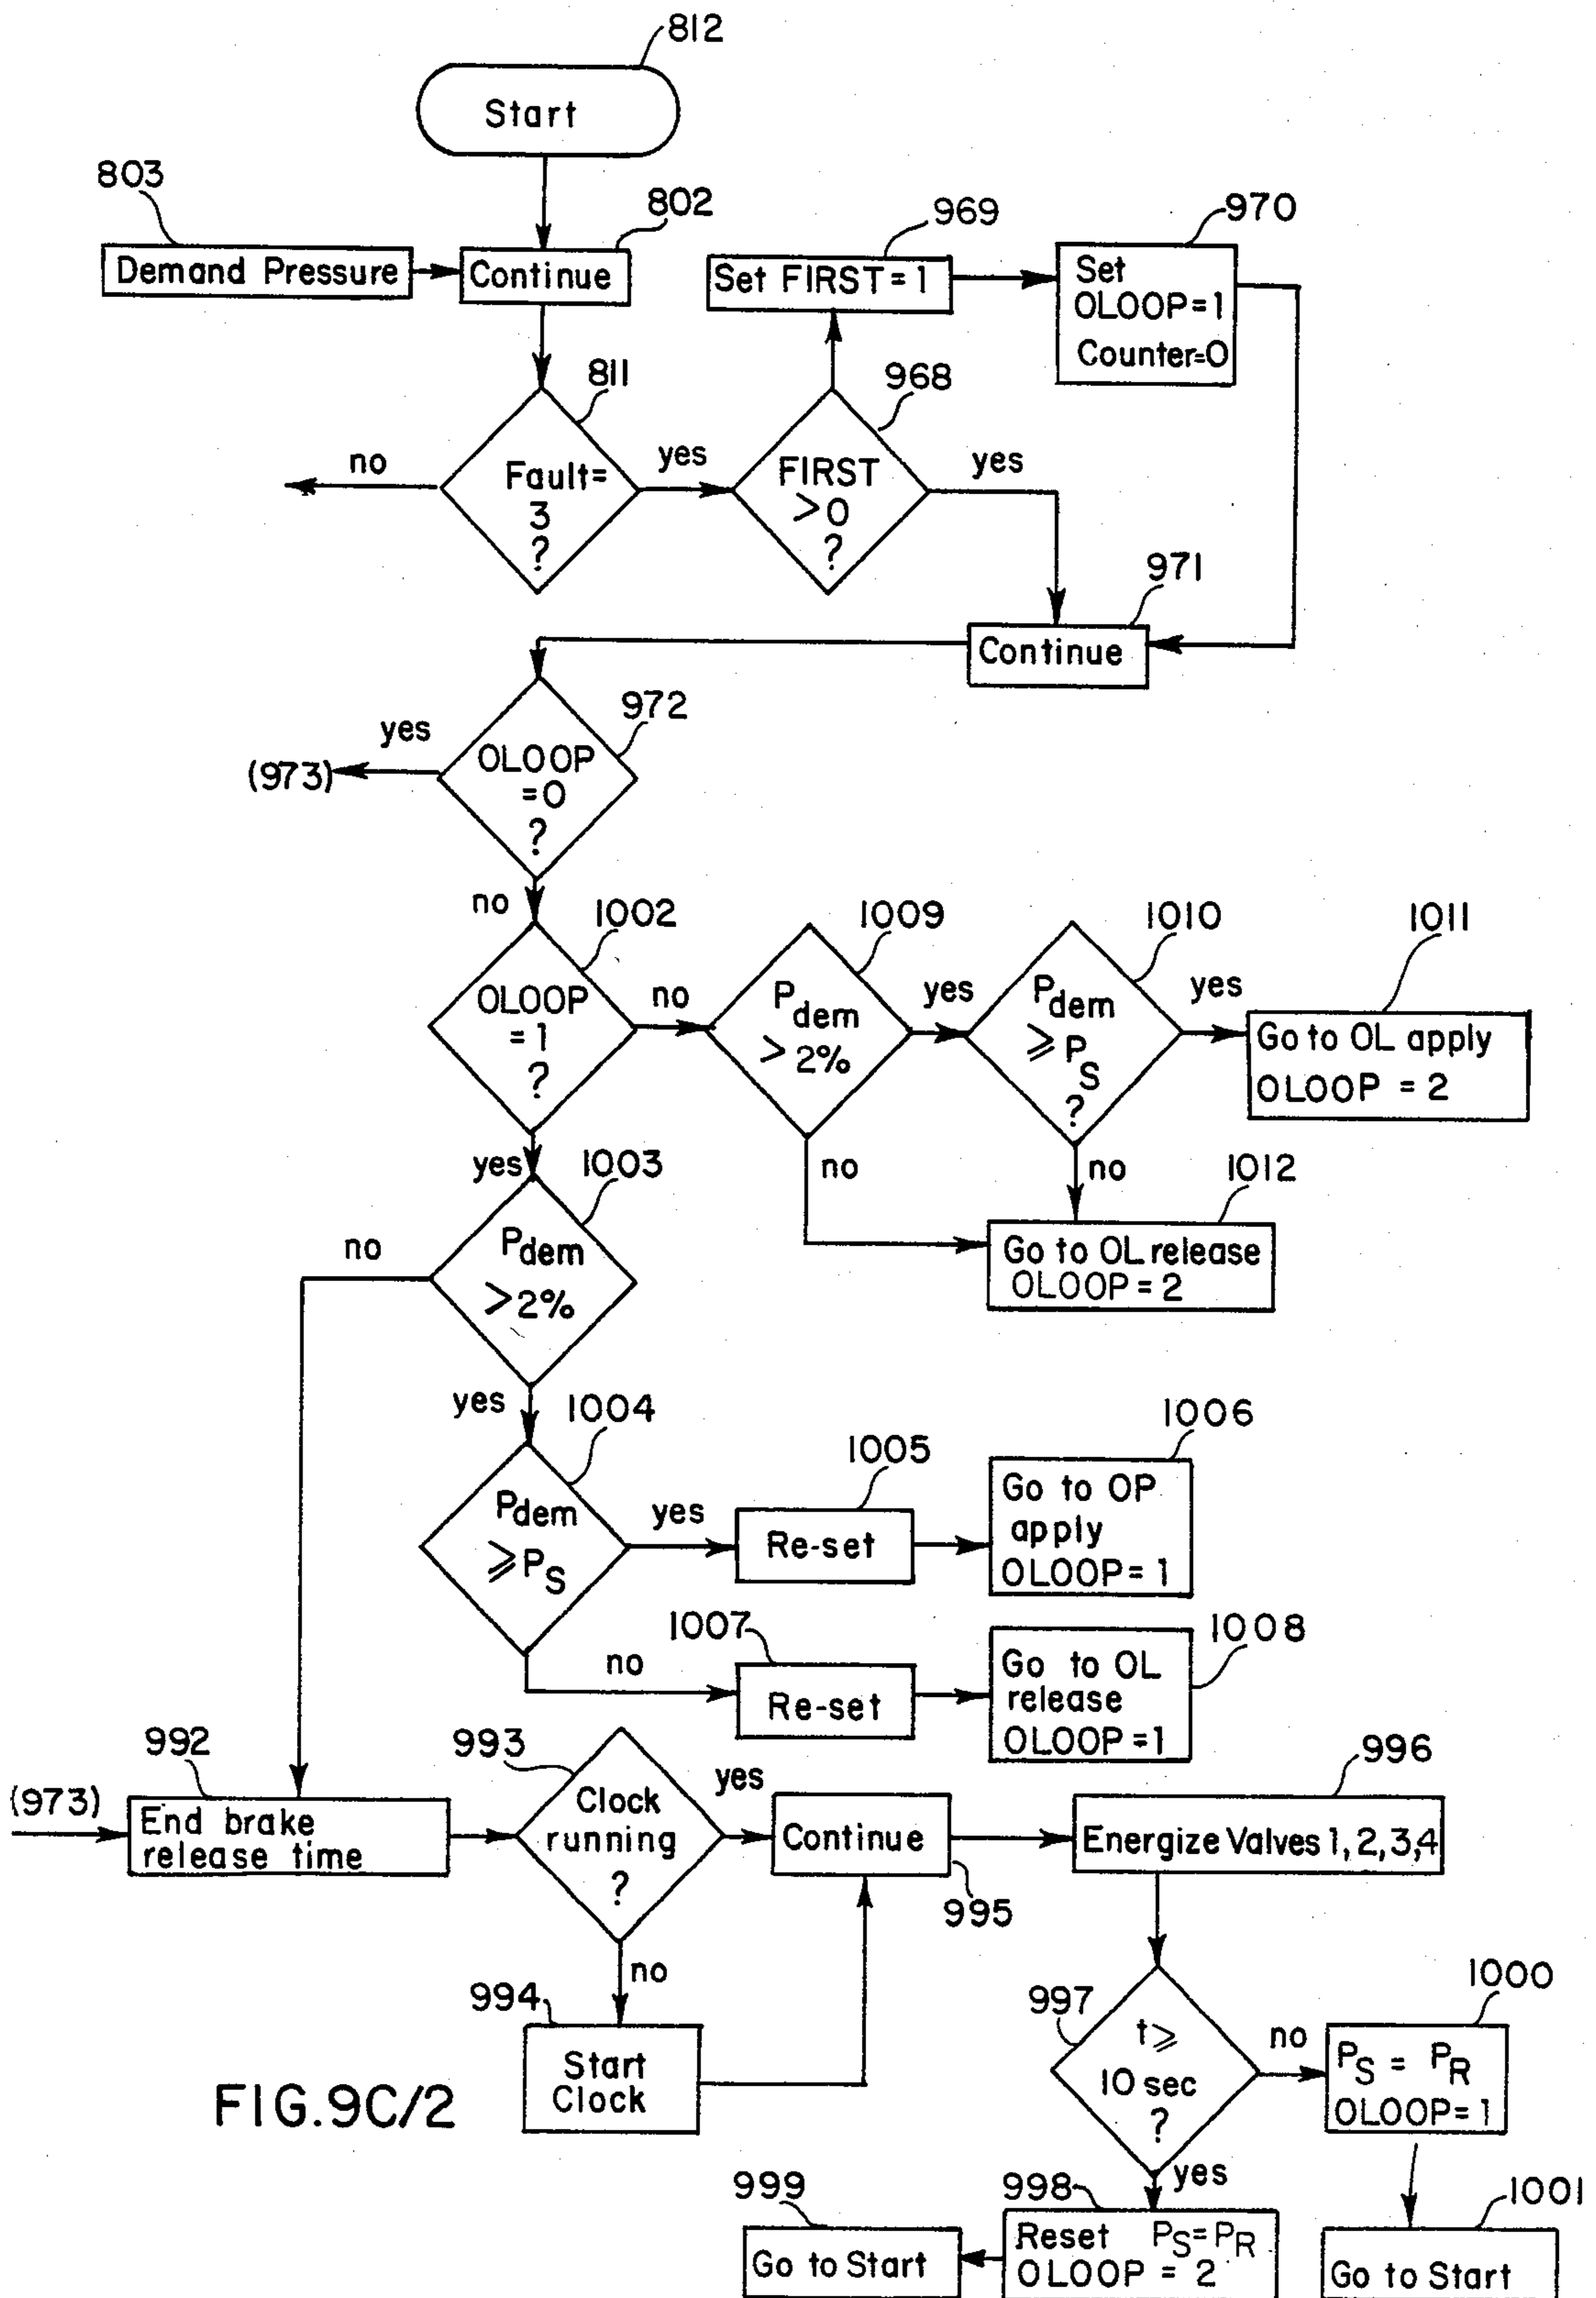 812
Start
803
802
969
970
Demand Pressure
Continue
Set FIRST = 1
Set
OLOOP = 1
Counter=0
811
968
no
Fault=
3
?
yes
FIRST
> 0
?
yes
971
Continue
972
yes
(973)
OLOOP
= 0
?
no
1002
1009
1010
1011
OLOOP
= 1
?
no
Pdem
> 2%
yes
Pdem
⩾ PS
?
yes
Go to OL apply
OLOOP = 2
yes
1003
no
no
1012
no
Pdem
> 2%
Go to OL release
OLOOP = 2
yes
1004
1005
1006
Pdem
⩾ PS
yes
Re-set
Go to OP
apply
OLOOP = 1
1007
1008
no
Re-set
Go to OL
release
OLOOP = 1
992
993
996
(973)
End brake
release time
Clock
running
?
yes
Continue
995
Energize Valves 1, 2, 3,4
no
994
Start
Clock
997
1000
t ⩾
10 sec
?
no
PS = PR
OLOOP = 1
FIG.9C/2
yes
999
998
1001
Go to Start
Reset PS = PR
OLOOP = 2
Go to Start